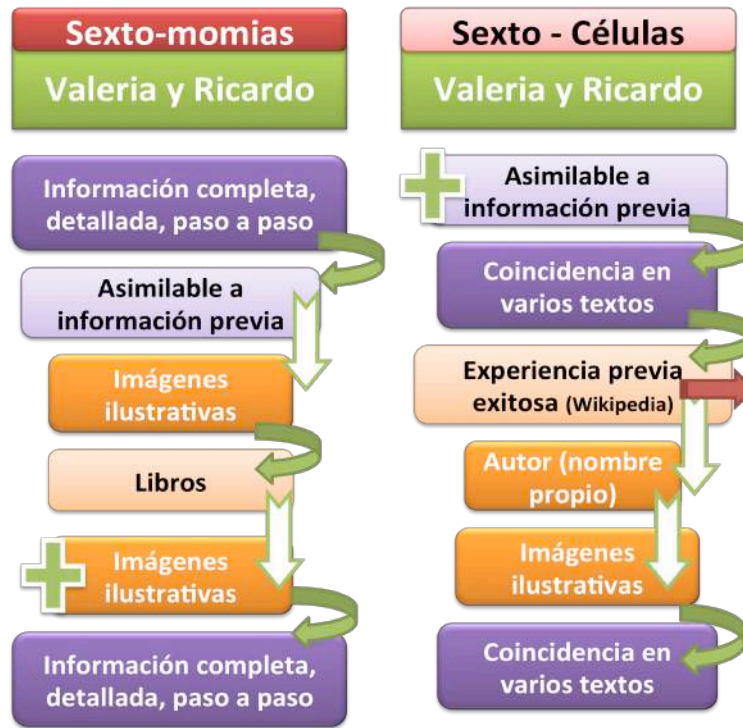 Sexto-momias
Valeria y Ricardo
Información completa,
detallada, paso a paso
Asimilable a
información previa
Imágenes
ilustrativas
Libros
Imágenes
ilustrativas
Información completa,
detallada, paso a paso
Sexto - Células
Valeria y Ricardo
Asimilable a
información previa
Coincidencia en
varios textos
Experiencia previa
exitosa (Wikipedia)
Autor (nombre
propio)
Imágenes
ilustrativas
Coincidencia en
varios textos